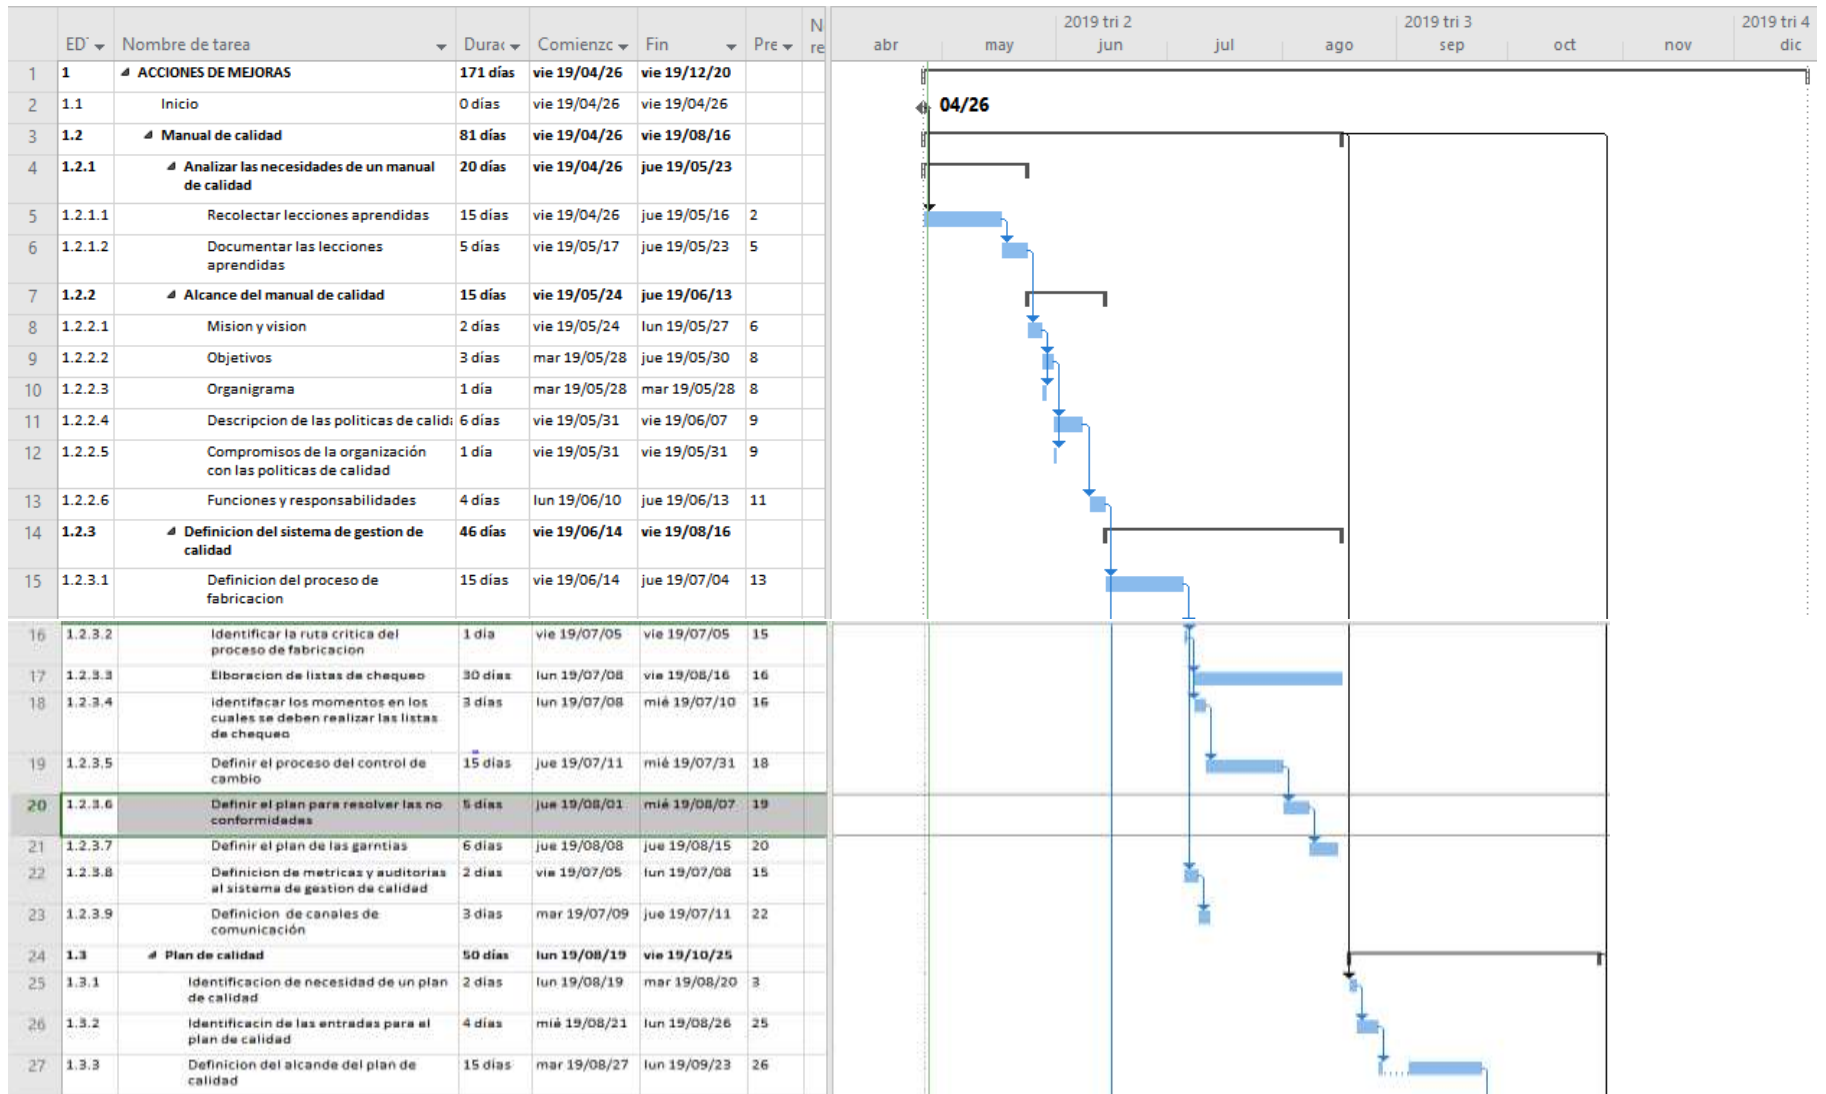 2019 tri 2 2019 tri 3 2019 tri 4
N
EDT Nombre de tarea Durac Comienzo Fin Pre re abr may jun jul ago sep oct nov dic
1 1 ACCIONES DE MEJORAS 171 días vie 19/04/26 vie 19/12/20
2 1.1 Inicio 0 días vie 19/04/26 vie 19/04/26 04/26
3 1.2 Manual de calidad 81 días vie 19/04/26 vie 19/08/16
4 1.2.1 Analizar las necesidades de un manual 20 días vie 19/04/26 jue 19/05/23
de calidad
5 1.2.1.1 Recolectar lecciones aprendidas 15 días vie 19/04/26 jue 19/05/16 2
6 1.2.1.2 Documentar las lecciones 5 días vie 19/05/17 jue 19/05/23 5
aprendidas
7 1.2.2 Alcance del manual de calidad 15 días vie 19/05/24 jue 19/06/13
8 1.2.2.1 Mision y vision 2 días vie 19/05/24 lun 19/05/27 6
9 1.2.2.2 Objetivos 3 días mar 19/05/28 jue 19/05/30 8
10 1.2.2.3 Organigrama 1 día mar 19/05/28 mar 19/05/28 8
11 1.2.2.4 Descripcion de las politicas de calida 6 días vie 19/05/31 vie 19/06/07 9
12 1.2.2.5 Compromisos de la organización 1 día vie 19/05/31 vie 19/05/31 9
con las politicas de calidad
13 1.2.2.6 Funciones y responsabilidades 4 días lun 19/06/10 jue 19/06/13 11
14 1.2.3 Definicion del sistema de gestion de 46 días vie 19/06/14 vie 19/08/16
calidad
15 1.2.3.1 Definicion del proceso de 15 días vie 19/06/14 jue 19/07/04 13
fabricacion
16 1.2.3.2 Identificar la ruta critica del 1 día vie 19/07/05 vie 19/07/05 15
proceso de fabricacion
17 1.2.3.3 Elboracion de listas de chequeo 30 días lun 19/07/08 vie 19/08/16 16
18 1.2.3.4 identifacar los momentos en los 3 días lun 19/07/08 mié 19/07/10 16
cuales se deben realizar las listas
de chequeo
19 1.2.3.5 Definir el proceso del control de 15 días jue 19/07/11 mié 19/07/31 18
cambio
20 1.2.3.6 Definir el plan para resolver las no 5 días jue 19/08/01 mié 19/08/07 19
conformidades
21 1.2.3.7 Definir el plan de las garntias 6 días jue 19/08/08 jue 19/08/15 20
22 1.2.3.8 Definicion de metricas y auditorias 2 días vie 19/07/05 lun 19/07/08 15
al sistema de gestion de calidad
23 1.2.3.9 Definicion de canales de 3 días mar 19/07/09 jue 19/07/11 22
comunicación
24 1.3 Plan de calidad 50 días lun 19/08/19 vie 19/10/25
25 1.3.1 Identificacion de necesidad de un plan 2 días lun 19/08/19 mar 19/08/20 3
de calidad
26 1.3.2 Identificacin de las entradas para el 4 días mié 19/08/21 lun 19/08/26 25
plan de calidad
27 1.3.3 Definicion del alcande del plan de 15 días mar 19/08/27 lun 19/09/23 26
calidad